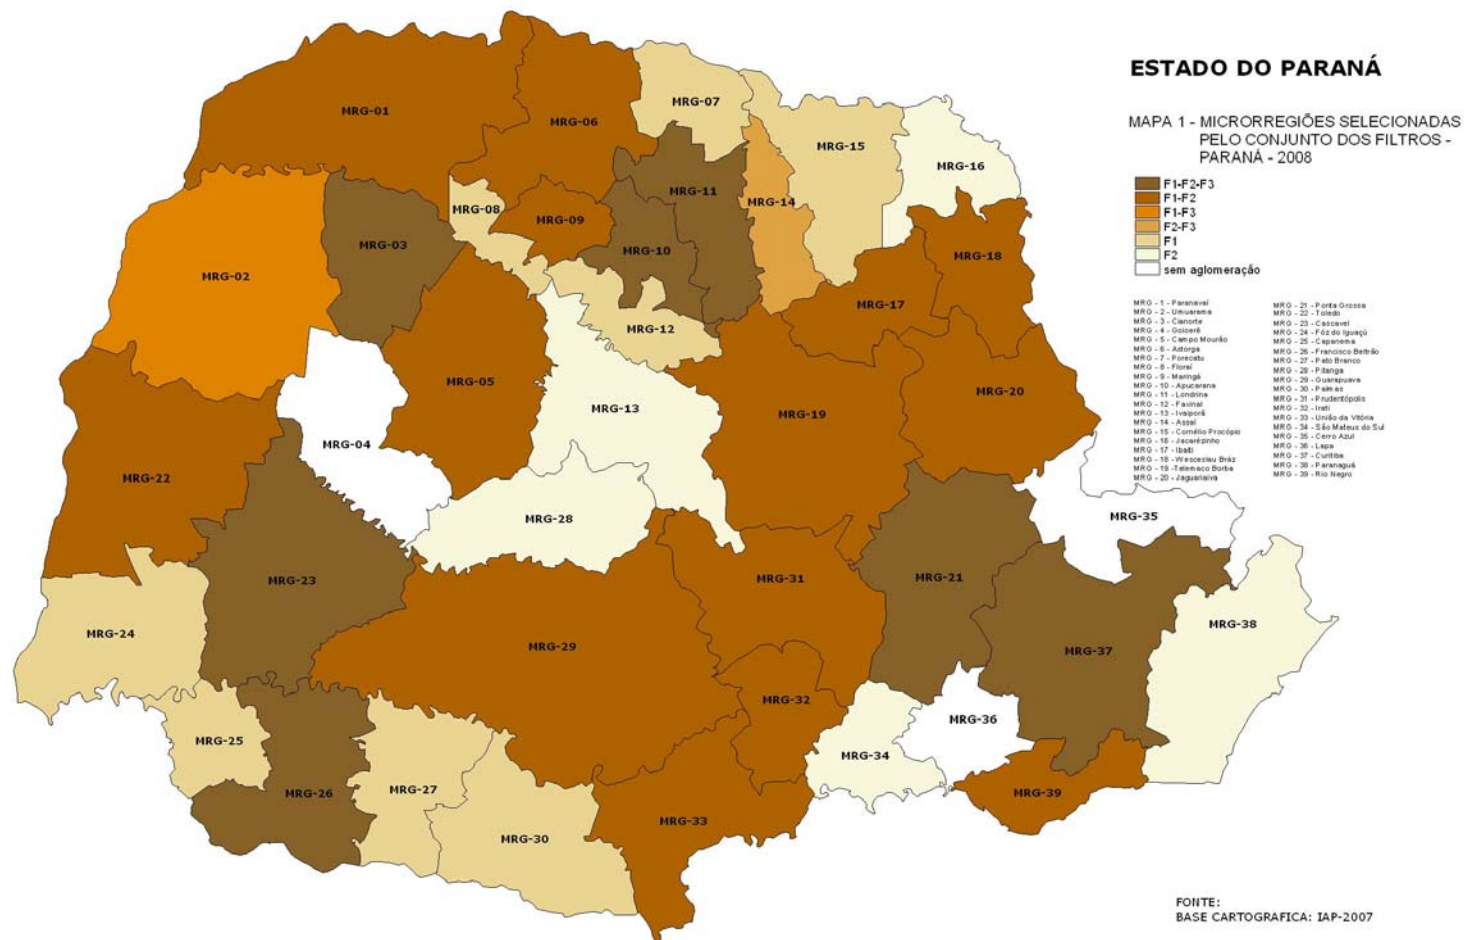 ESTADO DO PARANÁ
MAPA 1 - MICRORREGIÕES SELECIONADAS
PELO CONJUNTO DOS FILTROS -
PARANÁ - 2008
F1-F2-F3
F1-F2
F1-F3
F2-F3
F1
F2
sem aglomeração
MRG - 1 - Paranavaí
MRG - 2 - Umuarama
MRG - 3 - Cianorte
MRG - 4 - Goioerê
MRG - 5 - Campo Mourão
MRG - 6 - Astorga
MRG - 7 - Porecatu
MRG - 8 - Floraí
MRG - 9 - Maringá
MRG - 10 - Apucarana
MRG - 11 - Londrina
MRG - 12 - Faxinal
MRG - 13 - Ivaiporã
MRG - 14 - Assaí
MRG - 15 - Cornélio Procópio
MRG - 16 - Jacarézinho
MRG - 17 - Ibaiti
MRG - 18 - Wesceslau Bráz
MRG - 19 - Telemaco Borba
MRG - 20 - Jaguariaiva
MRG - 21 - Ponta Grossa
MRG - 22 - Toledo
MRG - 23 - Cascavel
MRG - 24 - Fóz do Iguaçú
MRG - 25 - Capanema
MRG - 26 - Francisco Beltrão
MRG - 27 - Pato Branco
MRG - 28 - Pitanga
MRG - 29 - Guarapuava
MRG - 30 - Palmas
MRG - 31 - Prudentópolis
MRG - 32 - Irati
MRG - 33 - União da Vitória
MRG - 34 - São Mateus do Sul
MRG - 35 - Cerro Azul
MRG - 36 - Lapa
MRG - 37 - Curitiba
MRG - 38 - Paranaguá
MRG - 39 - Rio Negro
MRG-01
MRG-06
MRG-07
MRG-15
MRG-16
MRG-11
MRG-14
MRG-08
MRG-09
MRG-03
MRG-10
MRG-18
MRG-02
MRG-17
MRG-12
MRG-20
MRG-05
MRG-13
MRG-19
MRG-04
MRG-22
MRG-28
MRG-35
MRG-23
MRG-31
MRG-21
MRG-24
MRG-38
MRG-29
MRG-37
MRG-32
MRG-36
MRG-25
MRG-34
MRG-26
MRG-27
MRG-39
MRG-33
MRG-30
FONTE:
BASE CARTOGRAFICA: IAP-2007